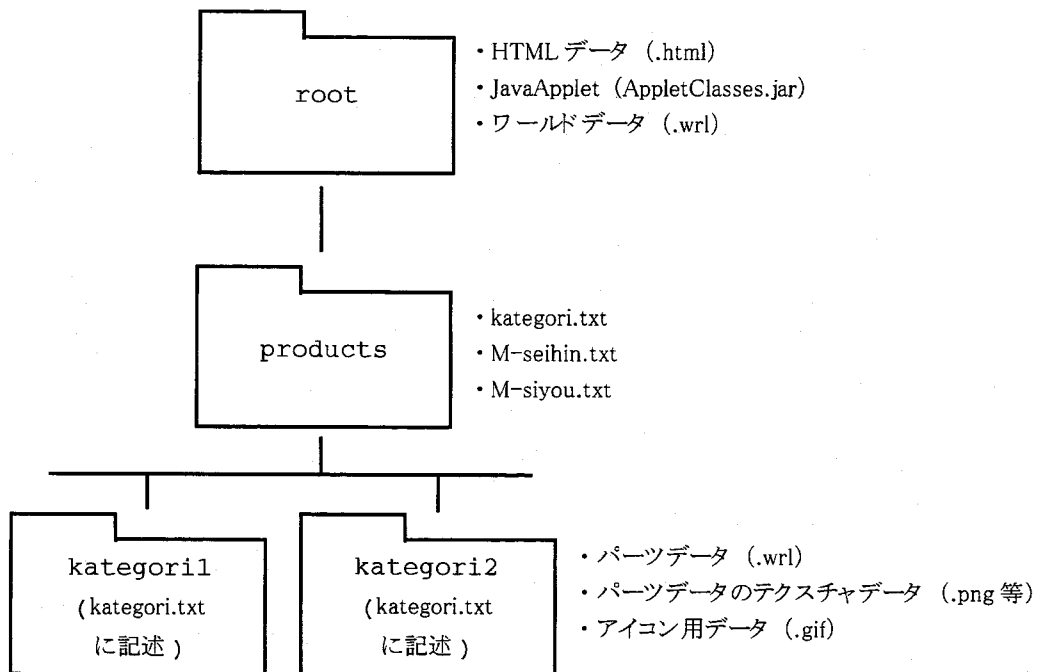 root
・HTML データ (.html)
・JavaApplet (AppletClasses.jar)
・ワールドデータ (.wrl)
products
・kategori.txt
・M-seihin.txt
・M-siyou.txt
kategori1
(kategori.txt
に記述 )
kategori2
(kategori.txt
に記述 )
・パーツデータ (.wrl)
・パーツデータのテクスチャデータ (.png 等)
・アイコン用データ (.gif)